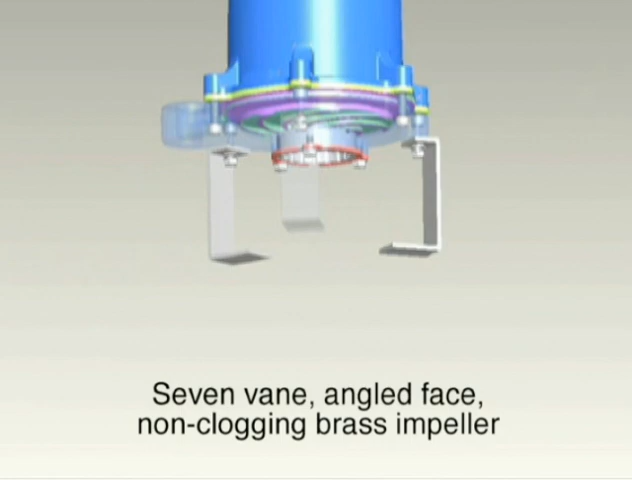 Seven vane, angled face,
non-clogging brass impeller